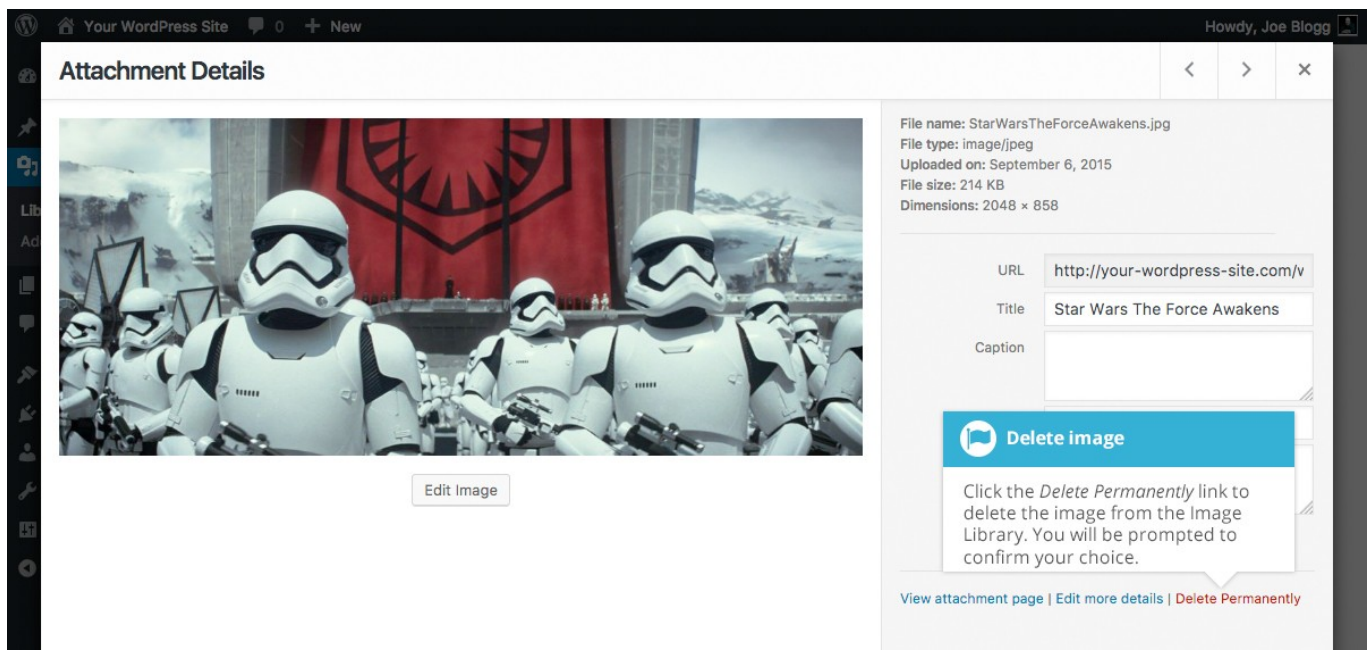 Your WordPress Site 0 + New Howdy, Joe Blogg
Attachment Details
File name: StarWarsTheForceAwakens.jpg
File type: image/jpeg
Uploaded on: September 6, 2015
File size: 214 KB
Dimensions: 2048 × 858
URL http://your-wordpress-site.com/v
Title Star Wars The Force Awakens
Caption
Lib
Ad
Edit Image
Delete image
Click the Delete Permanently link to
delete the image from the Image
Library. You will be prompted to
confirm your choice.
View attachment page | Edit more details | Delete Permanently